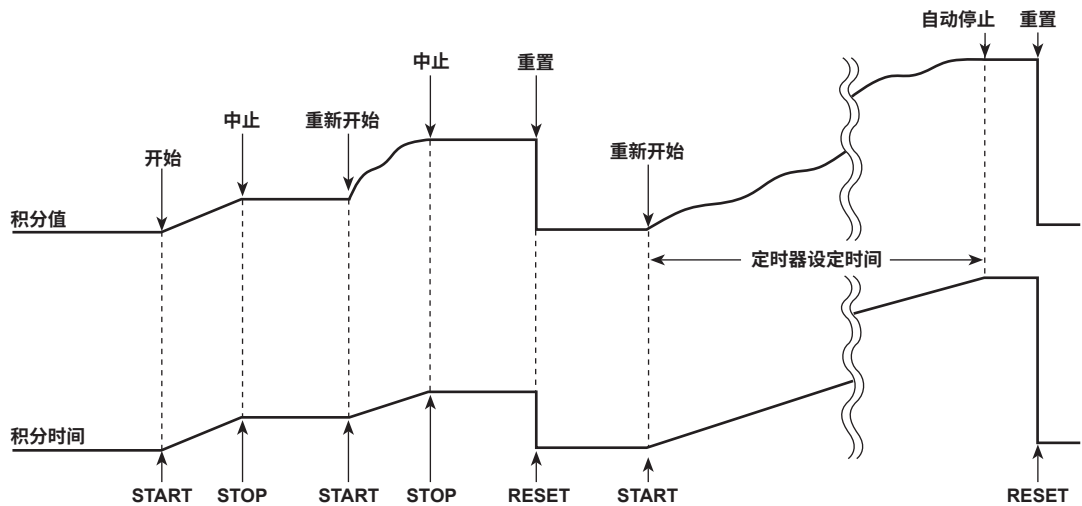 自动停止 重置
中止 重置
中止 重新开始
开始 重新开始
积分值
定时器设定时间
积分时间
START STOP START STOP RESET START RESET